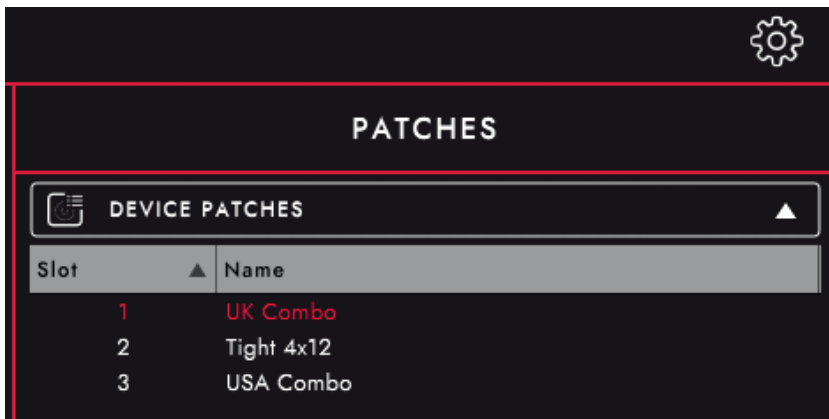 PATCHES
DEVICE PATCHES
Slot Name
1 UK Combo
2 Tight 4x12
3 USA Combo